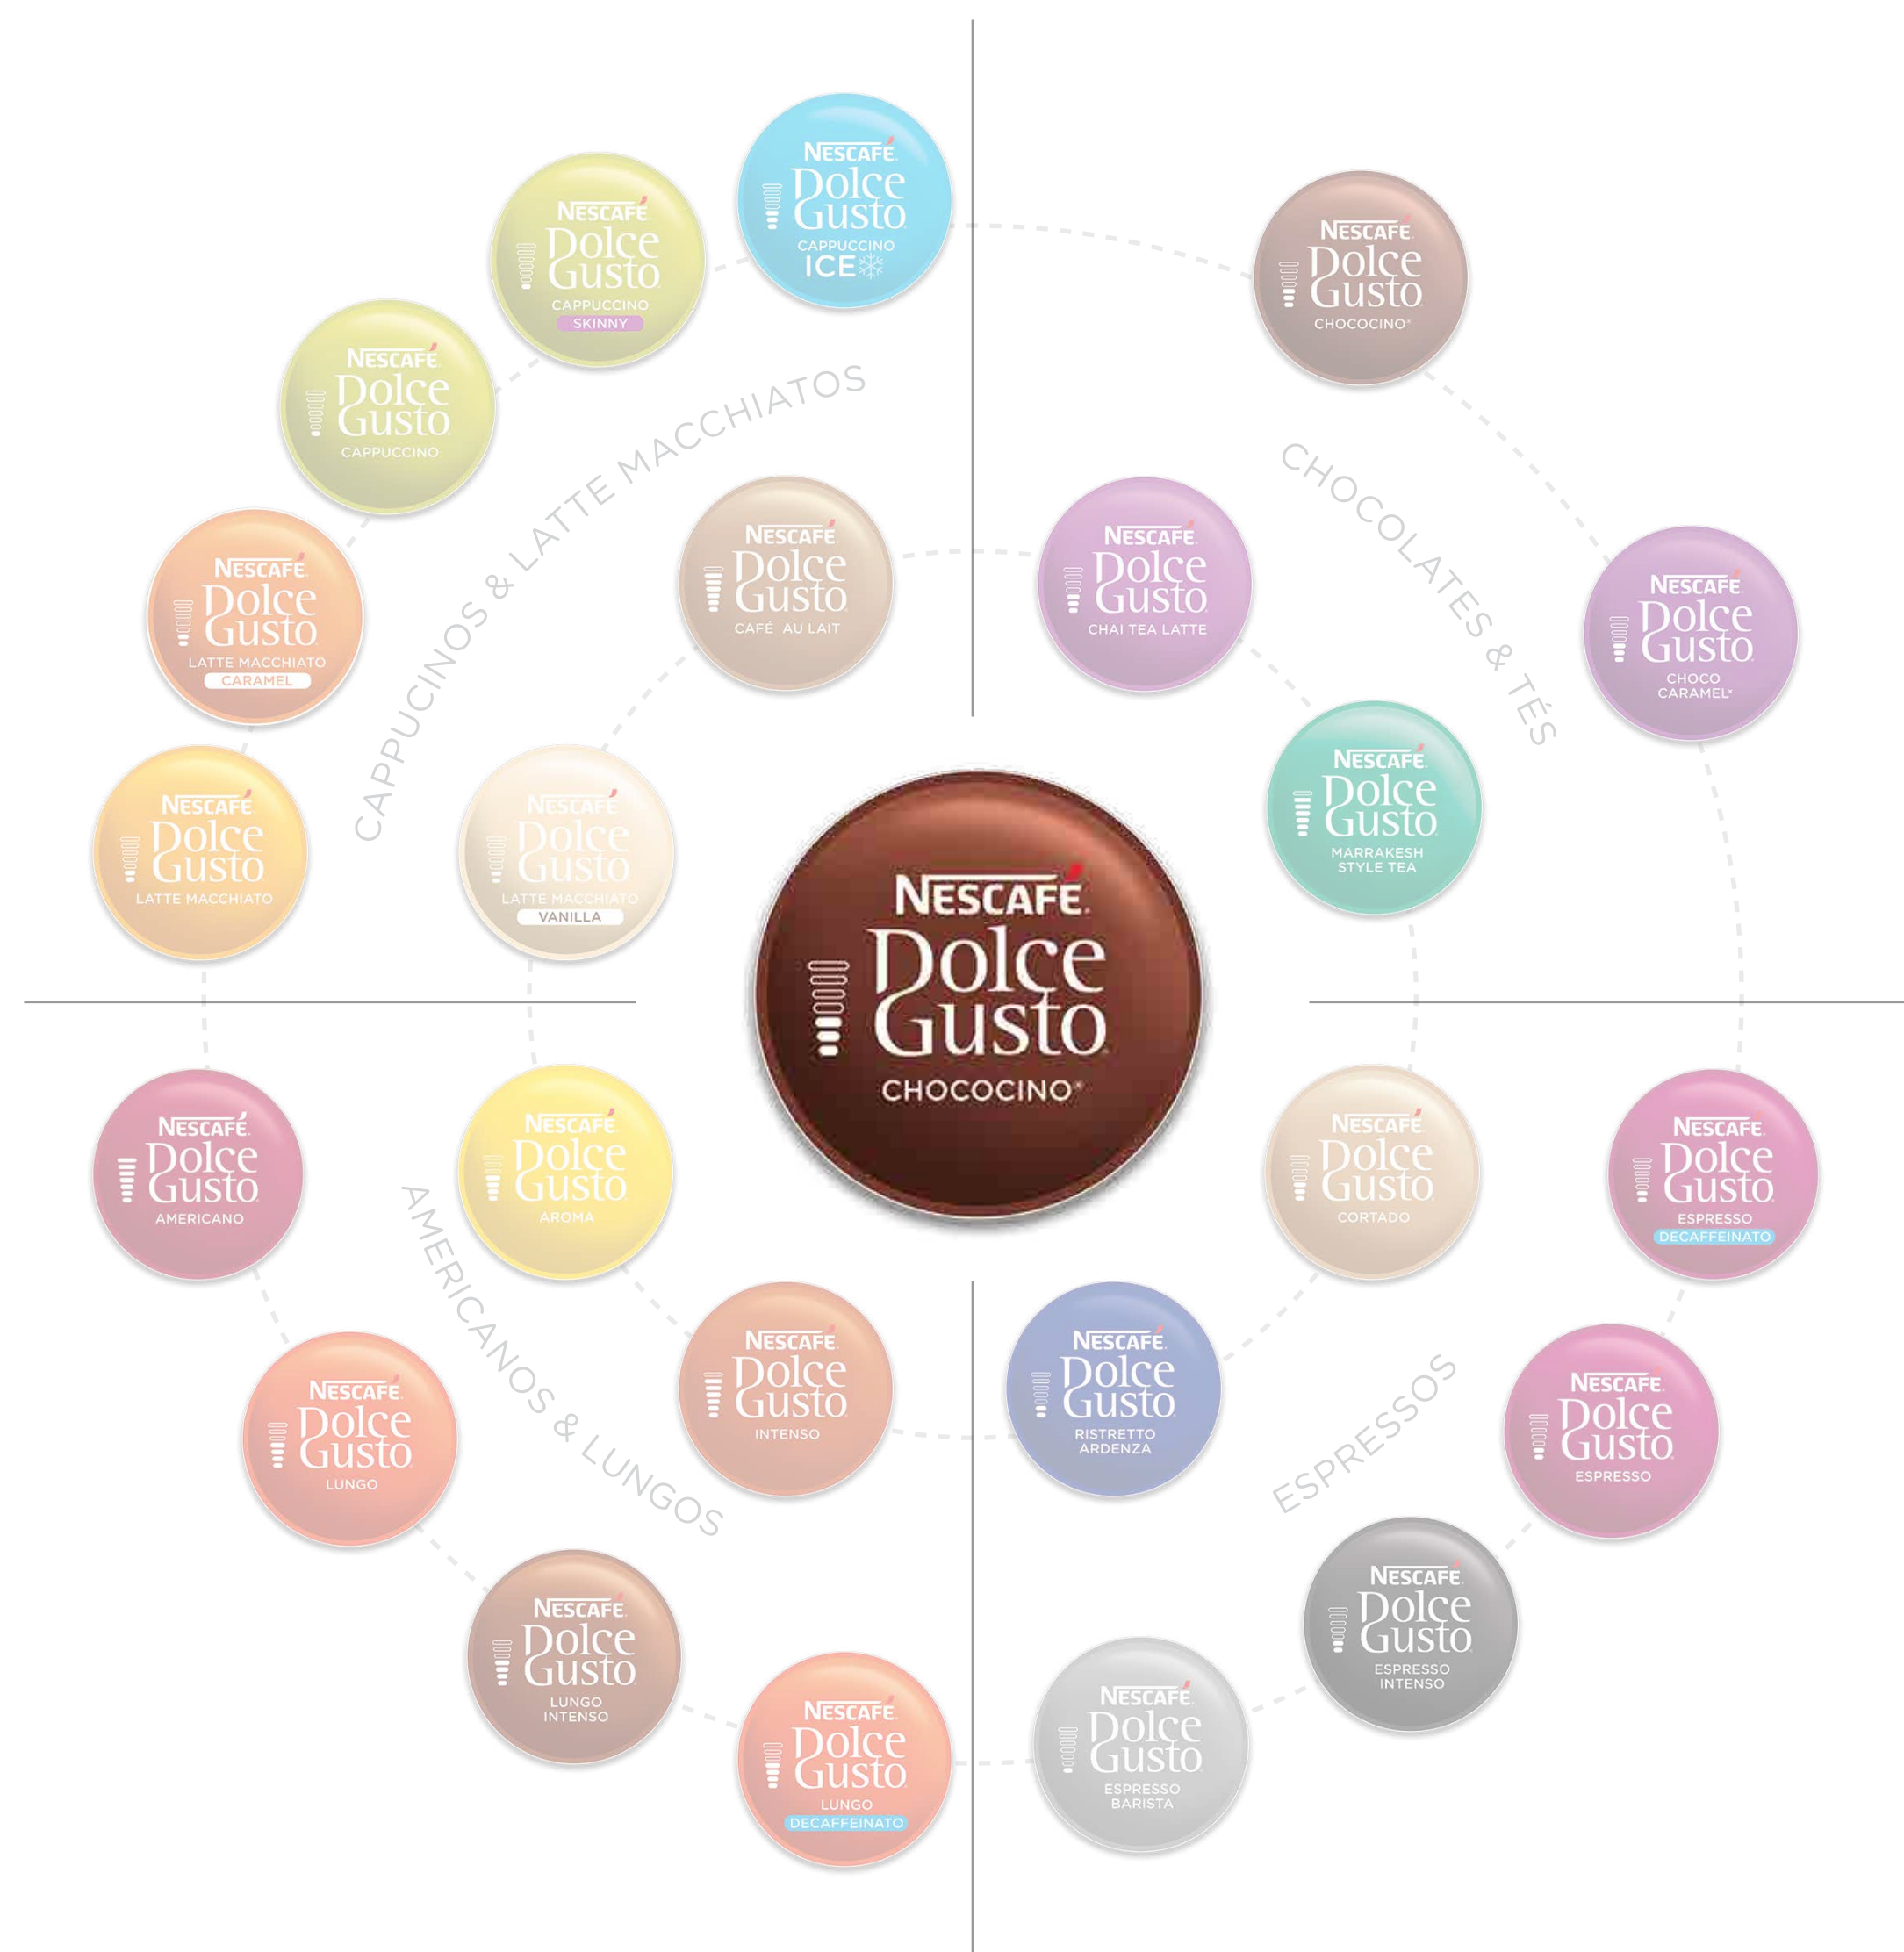 NESCAFÉ
Dolce
Gusto
CAPPUCCINO
ICE
NESCAFÉ
Dolce
Gusto
CAPPUCCINO
SKINNY
NESCAFÉ
Dolce
Gusto
CAPPUCCINO
NESCAFÉ
Dolce
Gusto
LATTE MACCHIATO
CARAMEL
NESCAFÉ
Dolce
Gusto
LATTE MACCHIATO
CAPPUCINOS & LATTE MACCHIATOS
NESCAFÉ
Dolce
Gusto
CAFÉ AU LAIT
NESCAFÉ
Dolce
Gusto
LATTE MACCHIATO
VANILLA
NESCAFÉ
Dolce
Gusto
CHOCOCINO®
NESCAFÉ
Dolce
Gusto
CHOCO
CARAMEL*
CHOCOLATES & TÉS
NESCAFÉ
Dolce
Gusto
CHAI TEA LATTE
NESCAFÉ
Dolce
Gusto
MARRAKESH
STYLE TEA
NESCAFÉ
Dolce
Gusto
CHOCOCINO®
NESCAFÉ
Dolce
Gusto
AMERICANO
NESCAFÉ
Dolce
Gusto
AROMA
AMERICANOS & LUNGOS
NESCAFÉ
Dolce
Gusto
LUNGO
NESCAFÉ
Dolce
Gusto
INTENSO
NESCAFÉ
Dolce
Gusto
LUNGO
INTENSO
NESCAFÉ
Dolce
Gusto
LUNGO
DECAFFEINATO
NESCAFÉ
Dolce
Gusto
CORTADO
NESCAFÉ
Dolce
Gusto
ESPRESSO
DECAFFEINATO
NESCAFÉ
Dolce
Gusto
RISTRETTO
ARDENZA
ESPRESSOS
NESCAFÉ
Dolce
Gusto
ESPRESSO
NESCAFÉ
Dolce
Gusto
ESPRESSO
INTENSO
NESCAFÉ
Dolce
Gusto
ESPRESSO
BARISTA